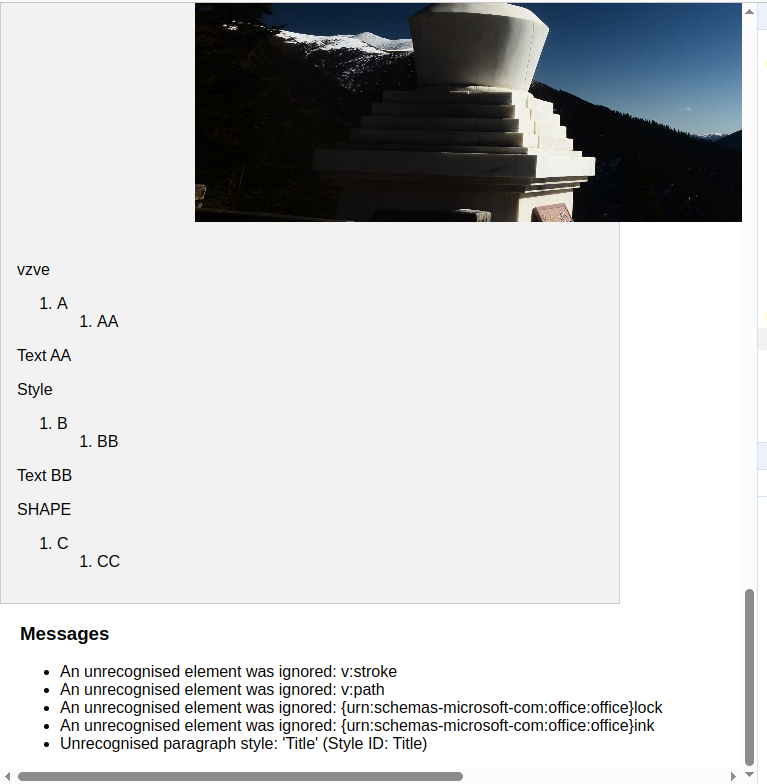 vzve
1. A
1. AA
Text AA
Style
1. B
1. BB
Text BB
SHAPE
1. C
1. CC
Messages
• An unrecognised element was ignored: v:stroke
• An unrecognised element was ignored: v:path
• An unrecognised element was ignored: {urn:schemas-microsoft-com:office:office}lock
• An unrecognised element was ignored: {urn:schemas-microsoft-com:office:office}ink
• Unrecognised paragraph style: 'Title' (Style ID: Title)